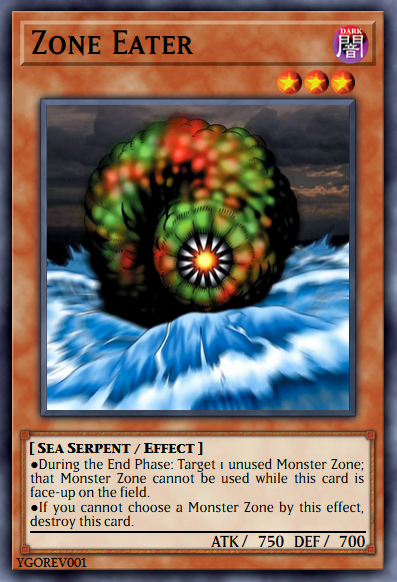 Zone Eater
DARK
闇
[ Sea Serpent / Effect ]
●During the End Phase: Target 1 unused Monster Zone;
that Monster Zone cannot be used while this card is
face-up on the field.
●If you cannot choose a Monster Zone by this effect,
destroy this card.
ATK / 750 DEF / 700
YGOREV001